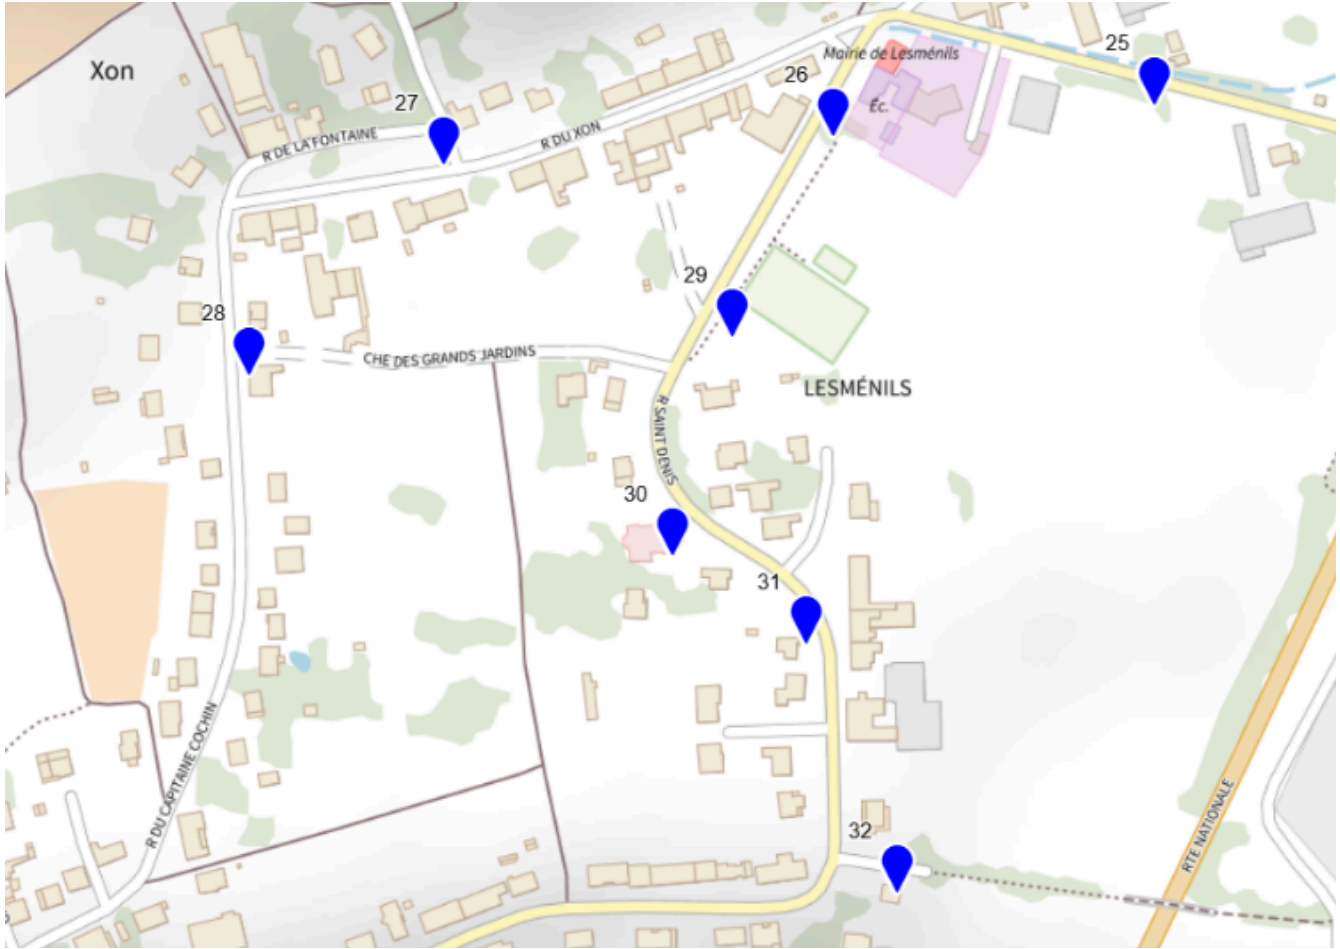 25
Mairie de Lesménils
Xon
26
27
Éc.
R DE LA FONTAINE
R DU XON
29
28
CHE DES GRANDS JARDINS
LESMÉNILS
R SAINT DENIS
30
31
R DU CAPITAINE COCHIN
RTE NATIONALE
32